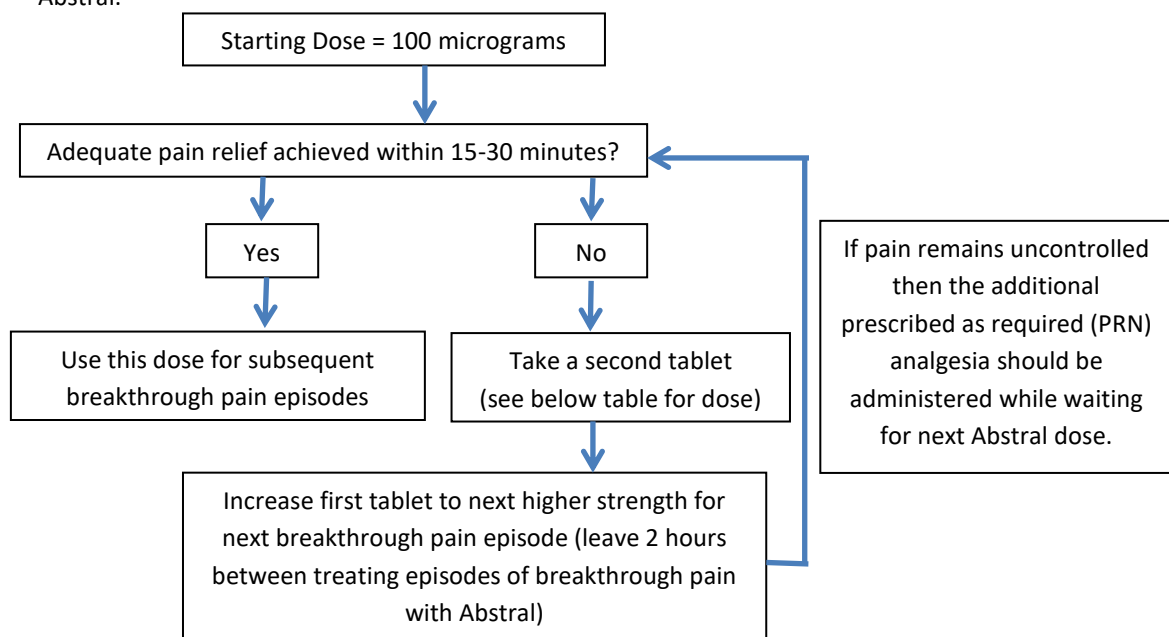 Abstral.
Starting Dose = 100 micrograms
Adequate pain relief achieved within 15-30 minutes?
Yes
No
Use this dose for subsequent
breakthrough pain episodes
Take a second tablet
(see below table for dose)
If pain remains uncontrolled
then the additional
prescribed as required (PRN)
analgesia should be
administered while waiting
for next Abstral dose.
Increase first tablet to next higher strength for
next breakthrough pain episode (leave 2 hours
between treating episodes of breakthrough pain
with Abstral)